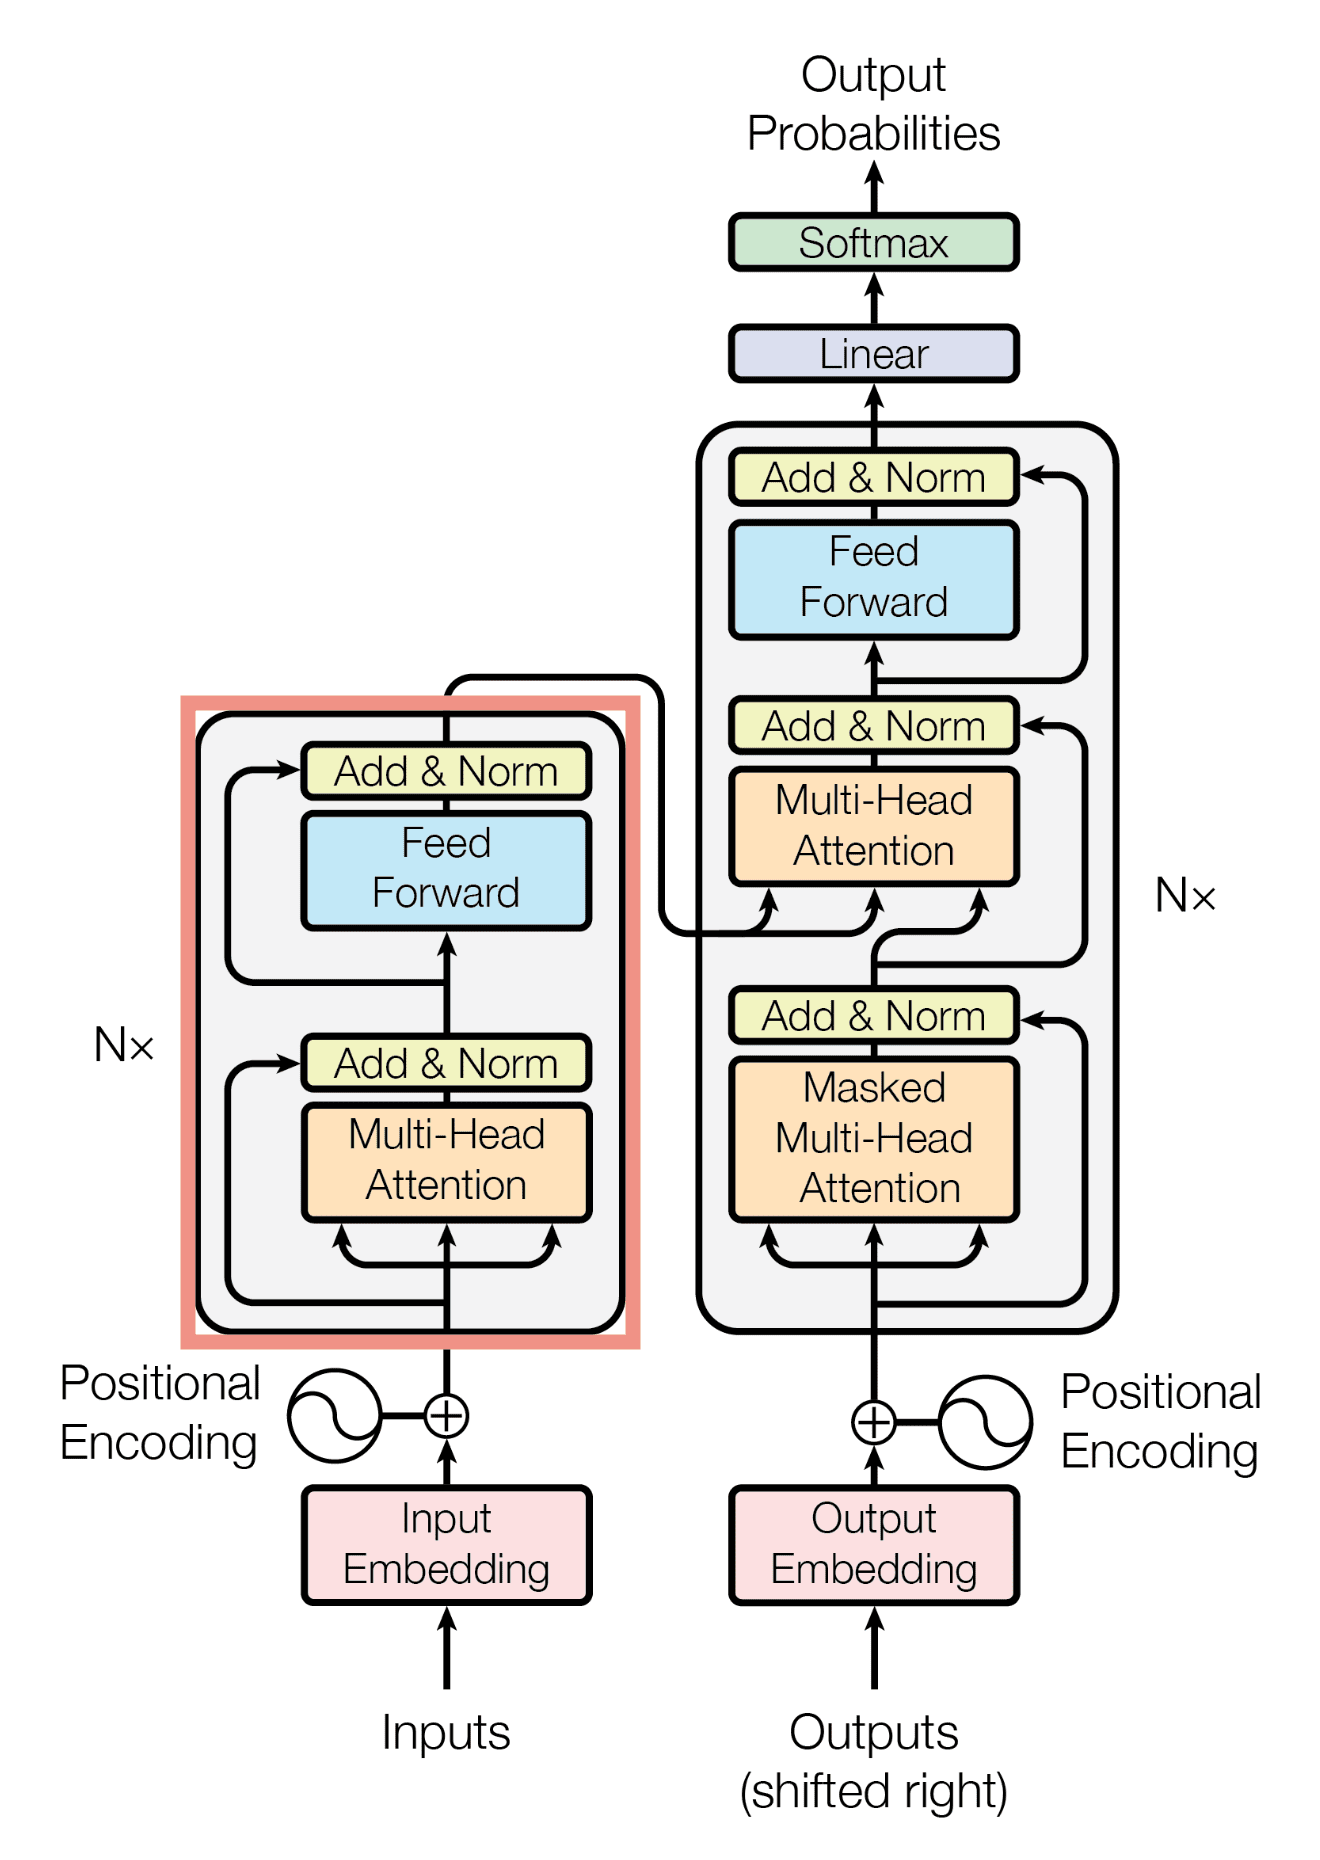 Output
Probabilities
Softmax
Linear
Add & Norm
Feed
Forward
Add & Norm
Multi-Head
Attention
N×
Add & Norm
Masked
Multi-Head
Attention
Add & Norm
Feed
Forward
N×
Add & Norm
Multi-Head
Attention
Positional
Encoding
Positional
Encoding
Input
Embedding
Output
Embedding
Inputs
Outputs
(shifted right)